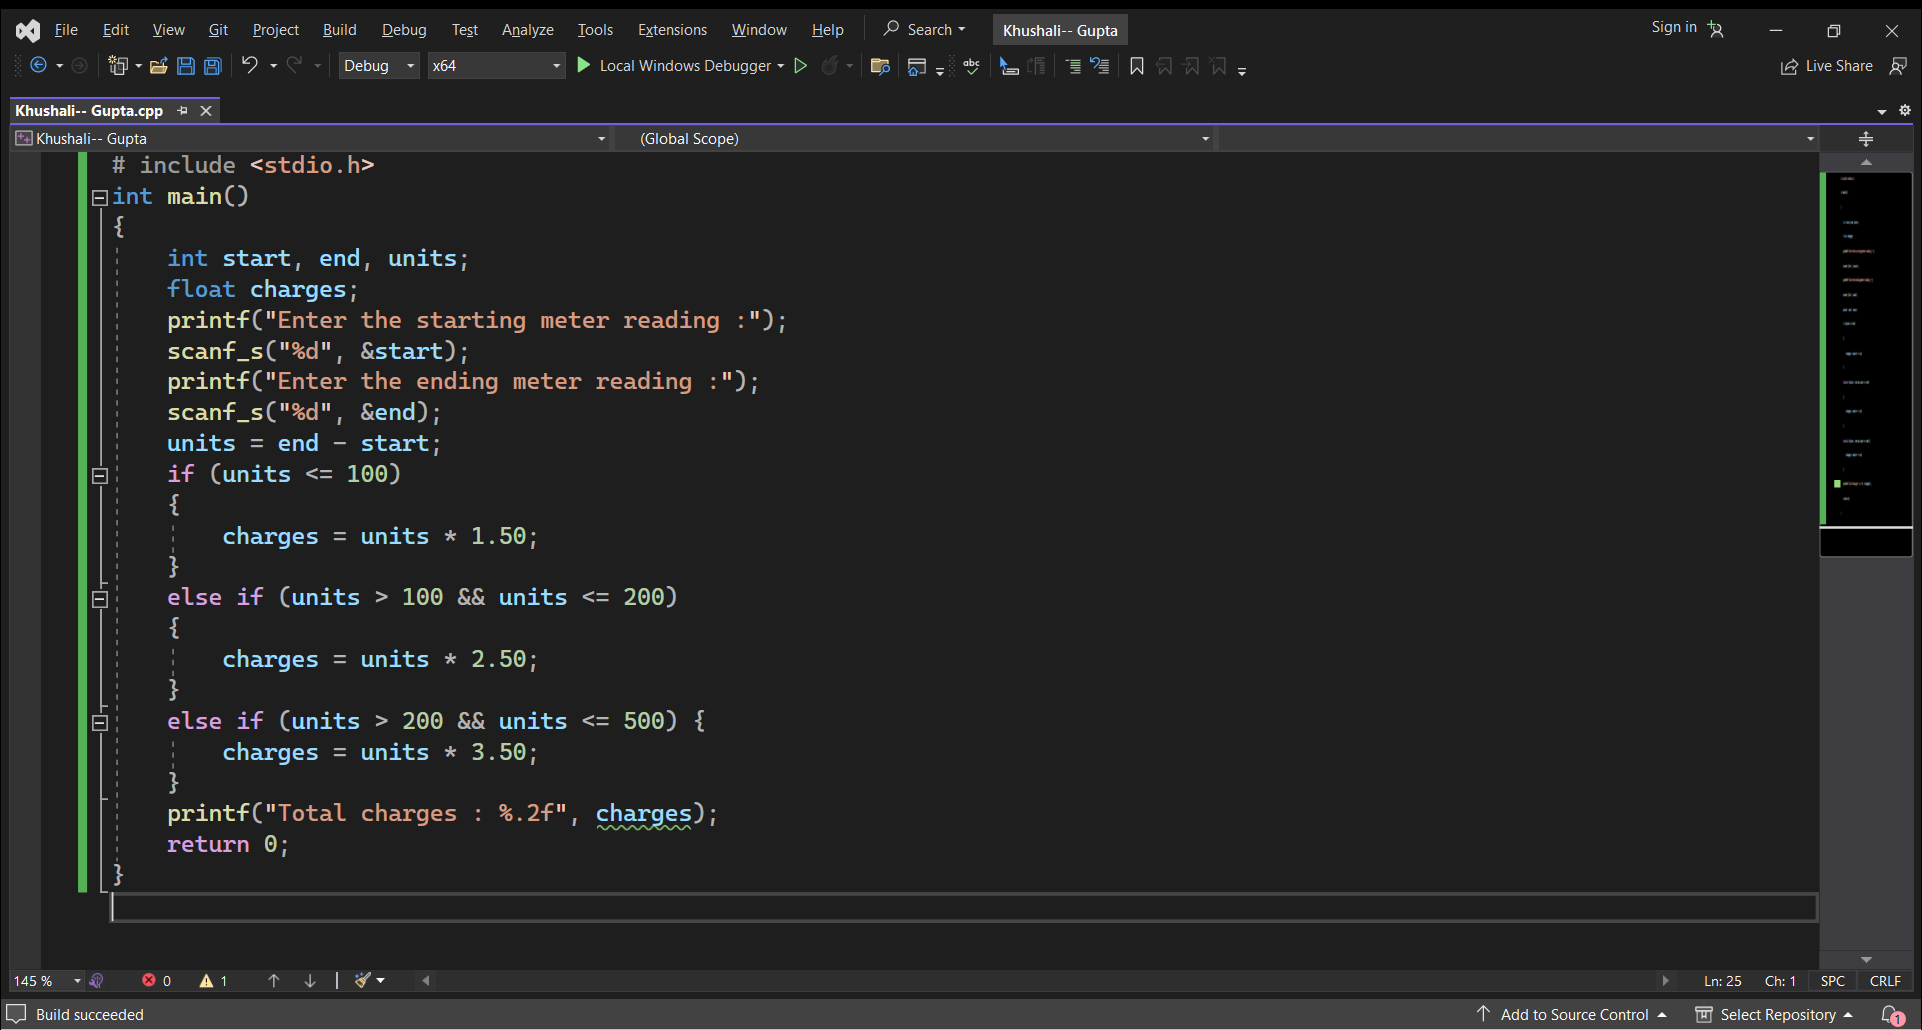 File Edit View Git Project Build Debug Test Analyze Tools Extensions Window Help Search Khushali-- Gupta Sign in
Debug x64 Local Windows Debugger abc Live Share
Khushali-- Gupta.cpp
Khushali-- Gupta (Global Scope)
# include <stdio.h>
int main()
{
    int start, end, units;
    float charges;
    printf("Enter the starting meter reading :");
    scanf_s("%d", &start);
    printf("Enter the ending meter reading :");
    scanf_s("%d", &end);
    units = end - start;
    if (units <= 100)
    {
        charges = units * 1.50;
    }
    else if (units > 100 && units <= 200)
    {
        charges = units * 2.50;
    }
    else if (units > 200 && units <= 500) {
        charges = units * 3.50;
    }
    printf("Total charges : %.2f", charges);
    return 0;
}
145 % 0 1 Ln: 25 Ch: 1 SPC CRLF
Build succeeded Add to Source Control Select Repository 1